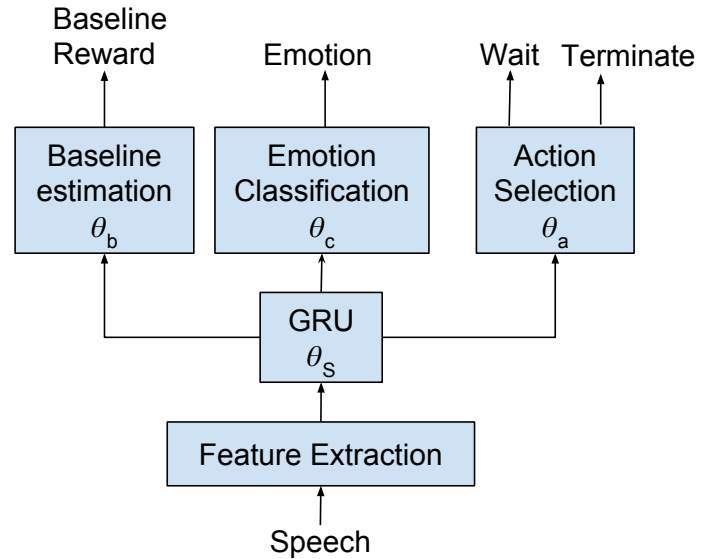 Baseline
Reward
Emotion
Wait
Terminate
Baseline
estimation
θb
Emotion
Classification
θc
Action
Selection
θa
GRU
θS
Feature Extraction
Speech